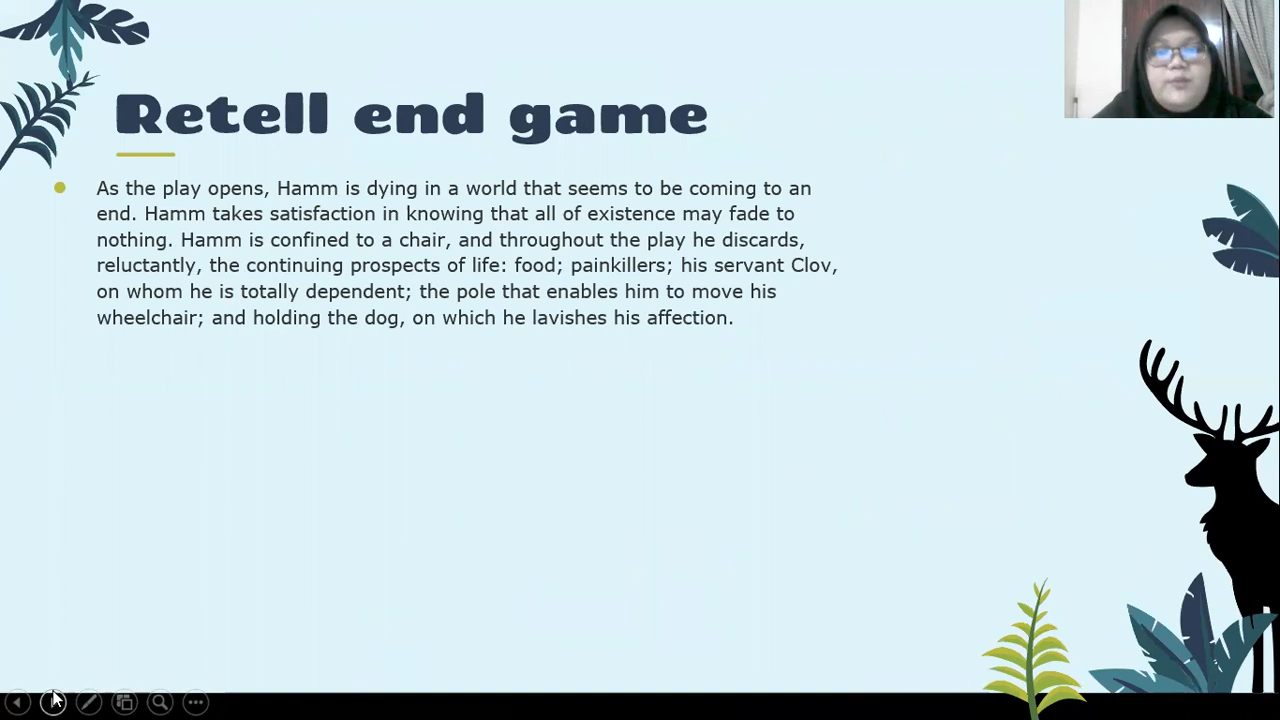 Retell end game
As the play opens, Hamm is dying in a world that seems to be coming to an
end. Hamm takes satisfaction in knowing that all of existence may fade to
nothing. Hamm is confined to a chair, and throughout the play he discards,
reluctantly, the continuing prospects of life: food; painkillers; his servant Clov,
on whom he is totally dependent; the pole that enables him to move his
wheelchair; and holding the dog, on which he lavishes his affection.